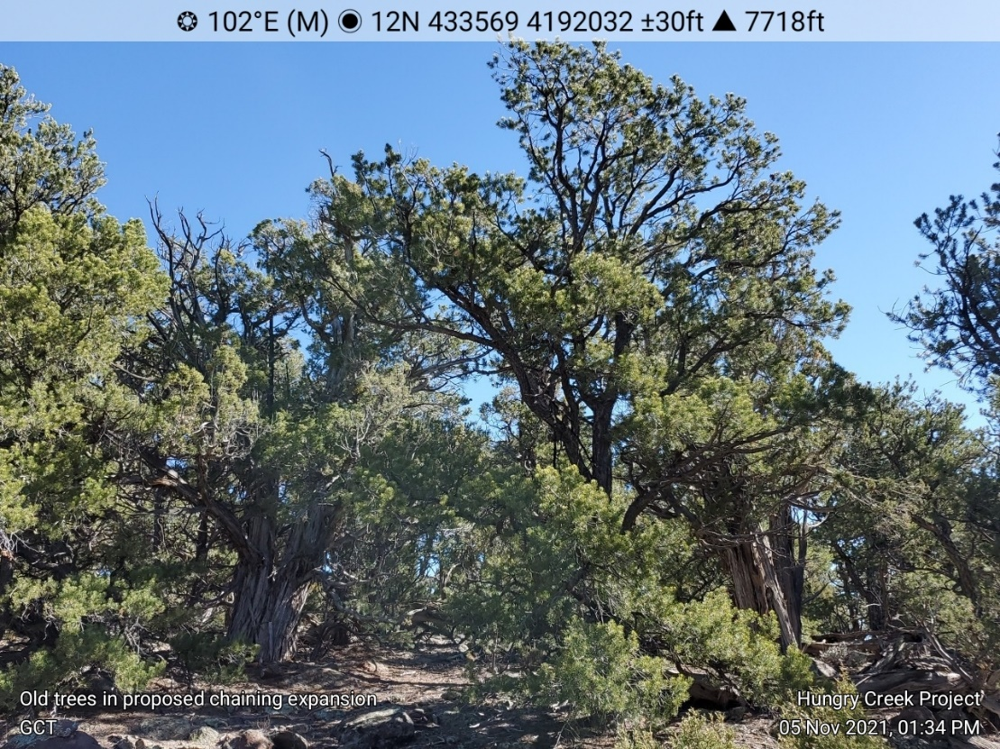 102°E (M) 12N 433569 4192032 ±30ft ▲ 7718ft
Old trees in proposed chaining expansion
GCT
Hungry Creek Project
05 Nov 2021, 01:34 PM